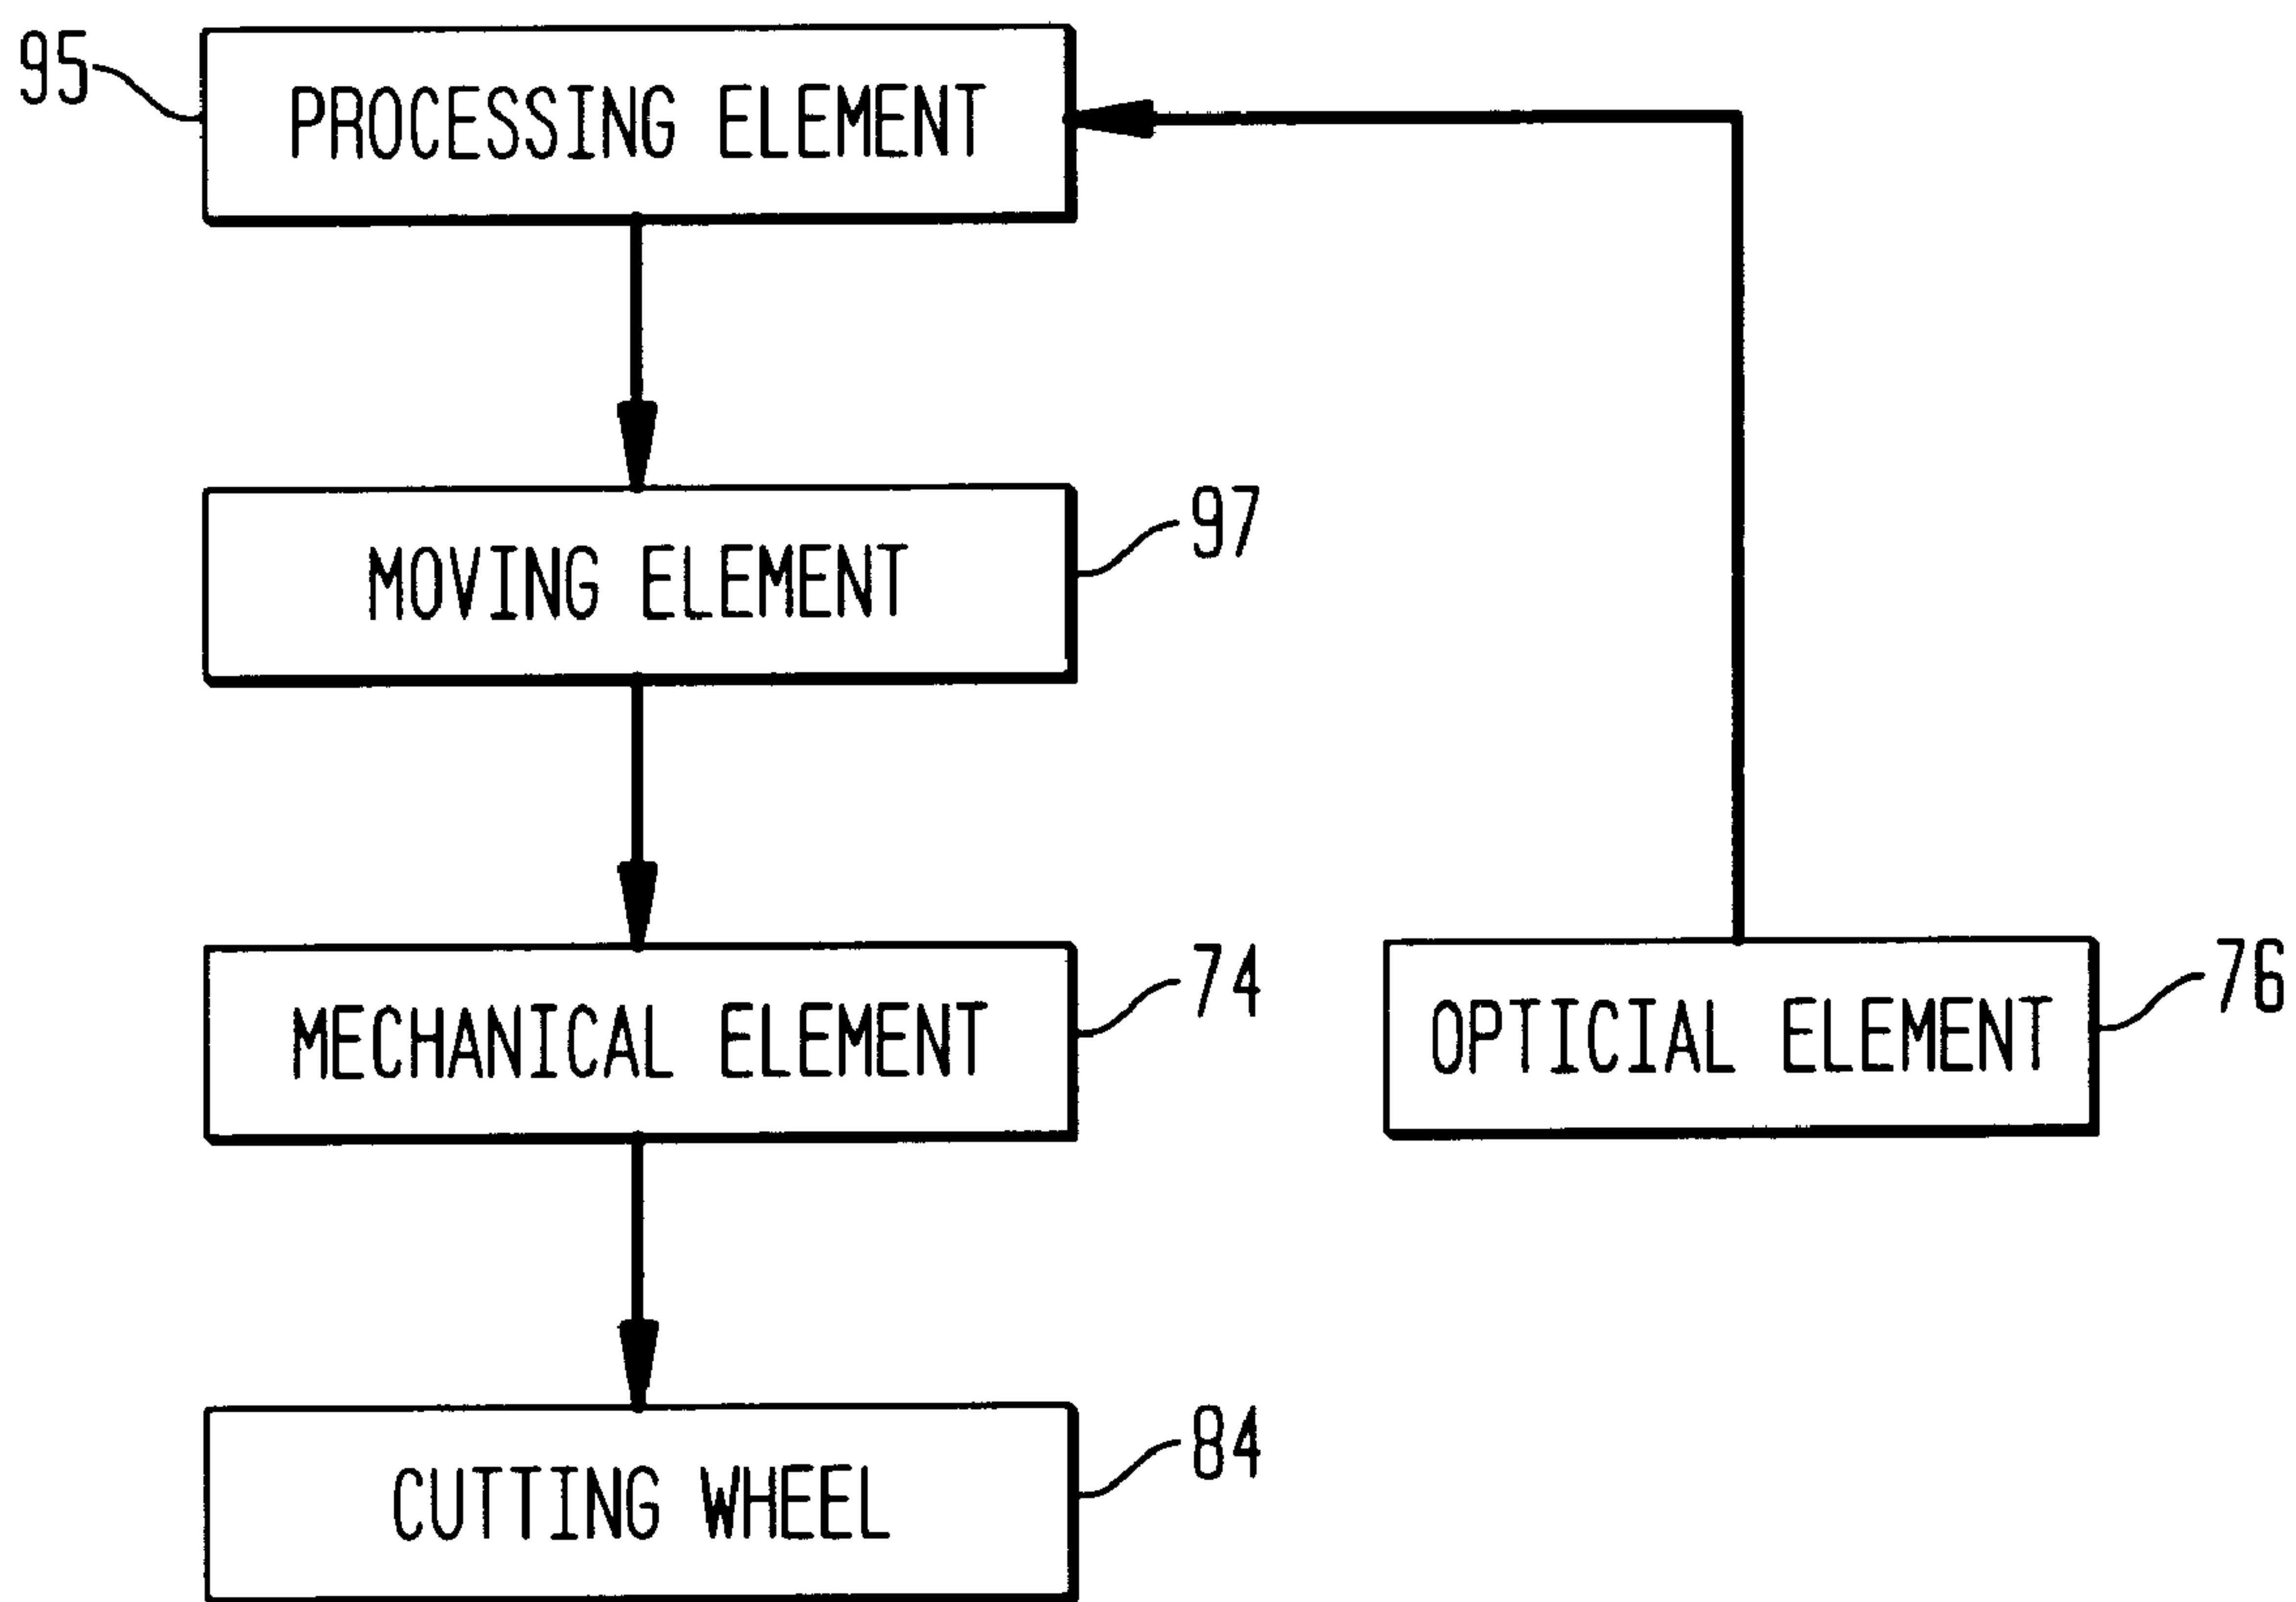 95
PROCESSING ELEMENT
MOVING ELEMENT
97
MECHANICAL ELEMENT
74
OPTICIAL ELEMENT
76
CUTTING WHEEL
84